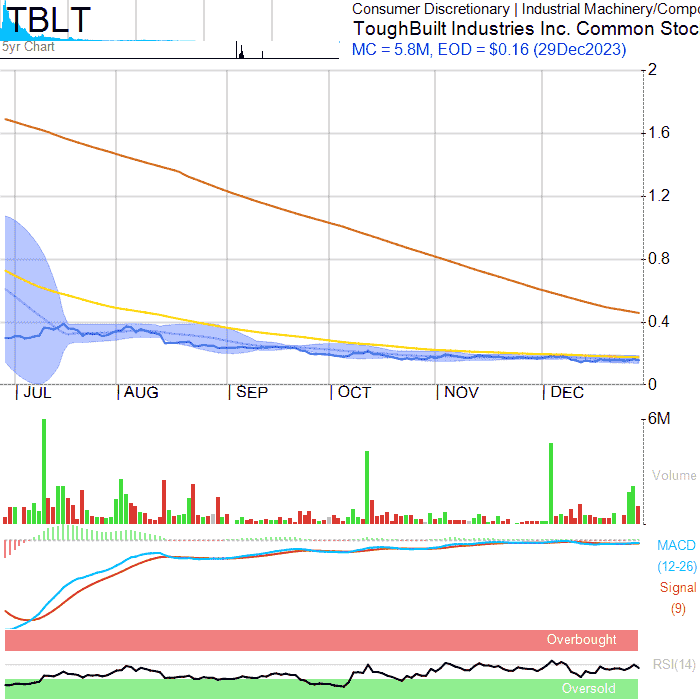 TBLT
Consumer Discretionary | Industrial Machinery/Compo
ToughBuilt Industries Inc. Common Stoc
5yr Chart
MC = 5.8M, EOD = $0.16 (29Dec2023)
2
1.6
1.2
0.8
0.4
0
JUL AUG SEP OCT NOV DEC
6M
Volume
MACD
(12-26)
Signal
(9)
Overbought
RSI(14)
Oversold